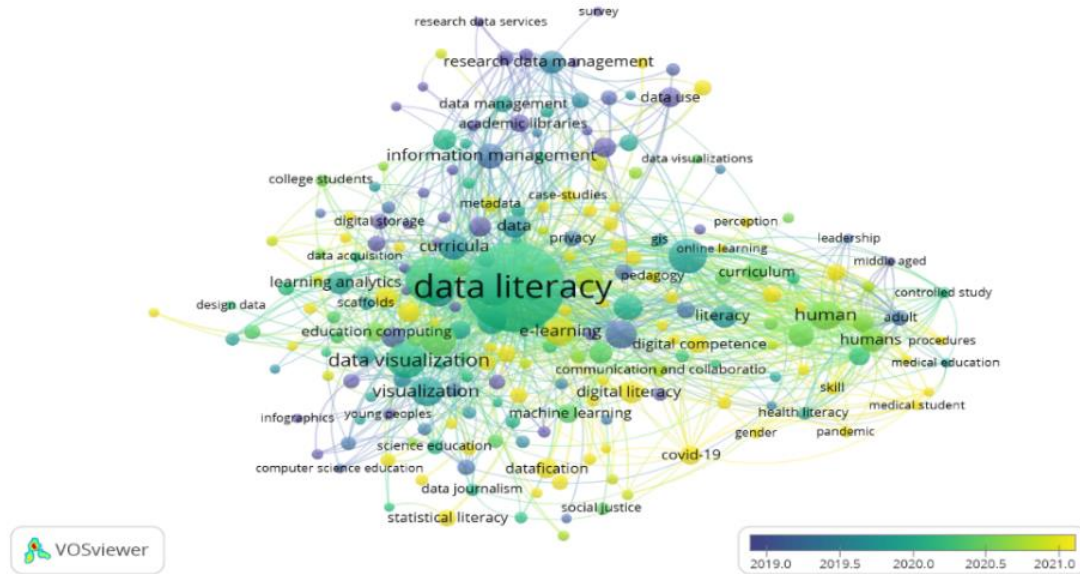 survey
research data services
research data management
data use
data management
academic libraries
information management
data visualizations
college students
case-studies
metadata
digital storage
data
perception
privacy
gis
leadership
curricula
online learning
data acquisition
middle aged
pedagogy
curriculum
learning analytics
data literacy
controlled study
scaffolds
design data
literacy
human
adult
education computing
e-learning
digital competence
humans
procedures
data visualization
medical education
communication and collaboratio
visualization
digital literacy
skill
medical student
infographics
young peoples
machine learning
health literacy
gender
pandemic
science education
covid-19
computer science education
datafication
data journalism
social justice
statistical literacy
VOSviewer
2019.0 2019.5 2020.0 2020.5 2021.0